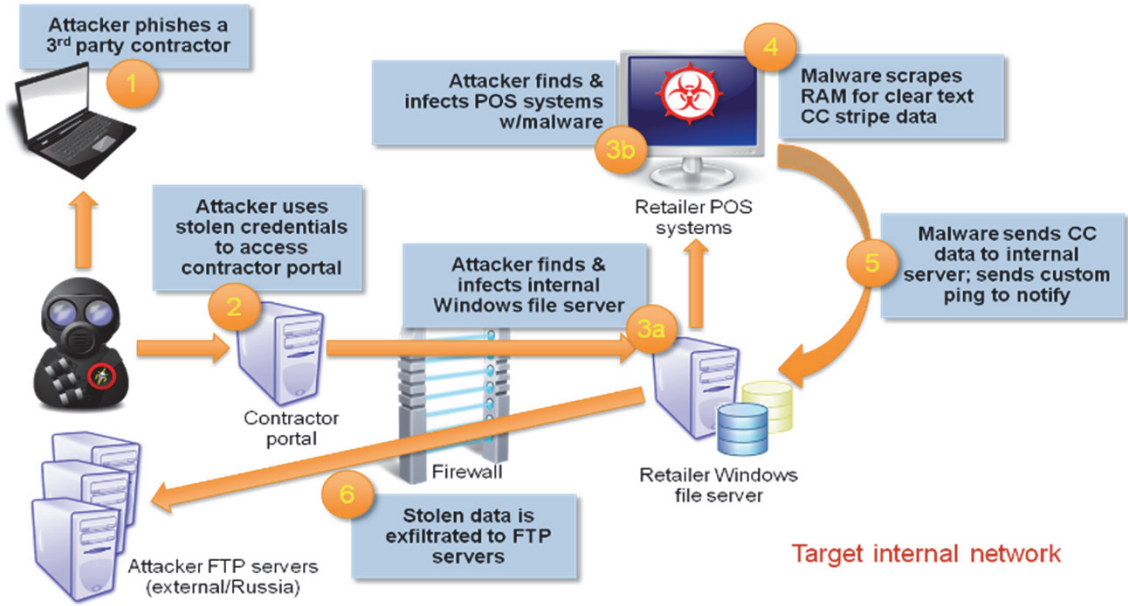 Attacker phishes a
3rd party contractor
1
Attacker uses
stolen credentials
to access
contractor portal
2
Contractor
portal
Attacker finds &
infects internal
Windows file server
3a
Firewall
Attacker finds &
infects POS systems
w/malware
3b
Retailer POS
systems
4
Malware scrapes
RAM for clear text
CC stripe data
5
Malware sends CC
data to internal
server; sends custom
ping to notify
Retailer Windows
file server
6
Stolen data is
exfiltrated to FTP
servers
Attacker FTP servers
(external/Russia)
Target internal network